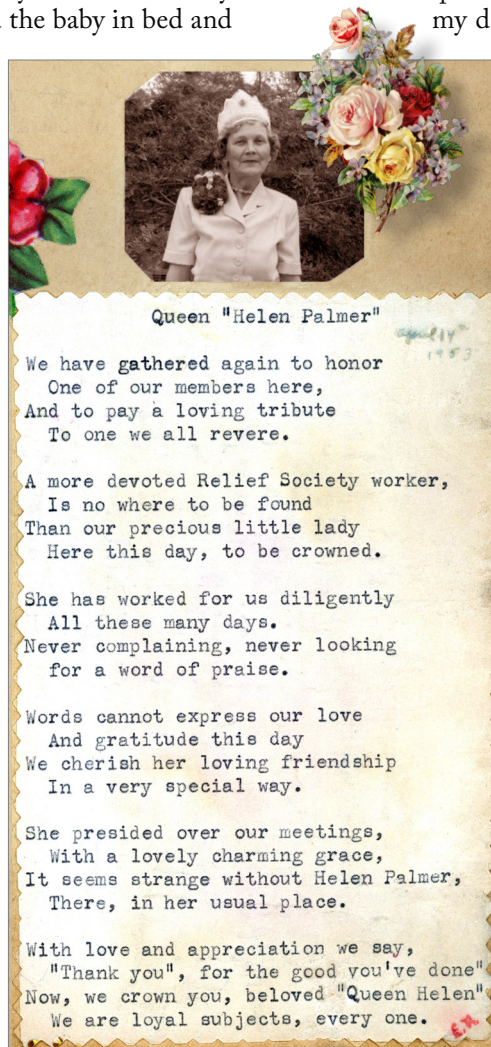 the baby in bed and
my d
Queen "Helen Palmer"
april 14th
1953
We have gathered again to honor
One of our members here,
And to pay a loving tribute
To one we all revere.
A more devoted Relief Society worker,
Is no where to be found
Than our precious little lady
Here this day, to be crowned.
She has worked for us diligently
All these many days.
Never complaining, never looking
for a word of praise.
Words cannot express our love
And gratitude this day
We cherish her loving friendship
In a very special way.
She presided over our meetings,
With a lovely charming grace,
It seems strange without Helen Palmer,
There, in her usual place.
With love and appreciation we say,
"Thank you", for the good you've done"
Now, we crown you, beloved "Queen Helen"
We are loyal subjects, every one.